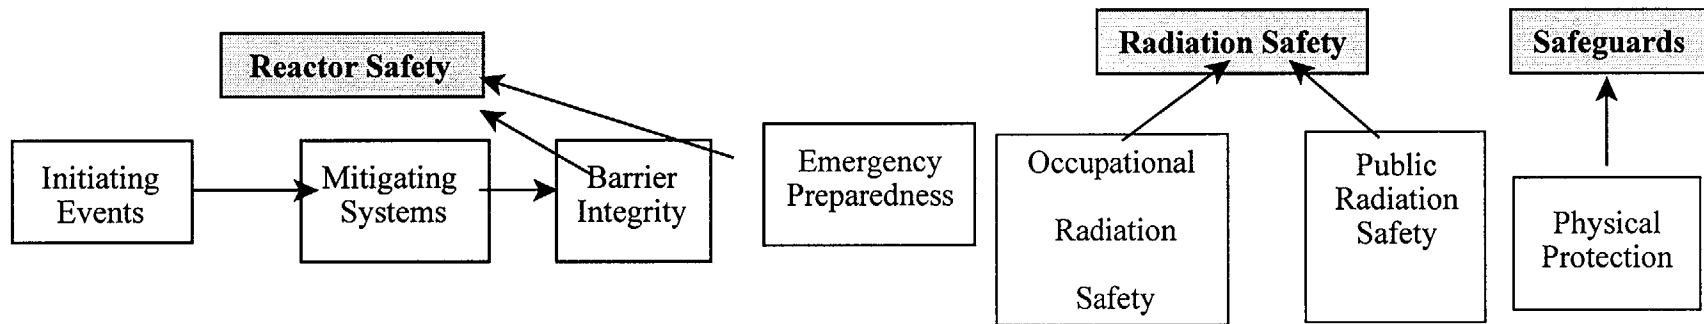 Reactor Safety
Radiation Safety
Safeguards
Initiating
Events
Mitigating
Systems
Barrier
Integrity
Emergency
Preparedness
Occupational
Radiation
Safety
Public
Radiation
Safety
Physical
Protection